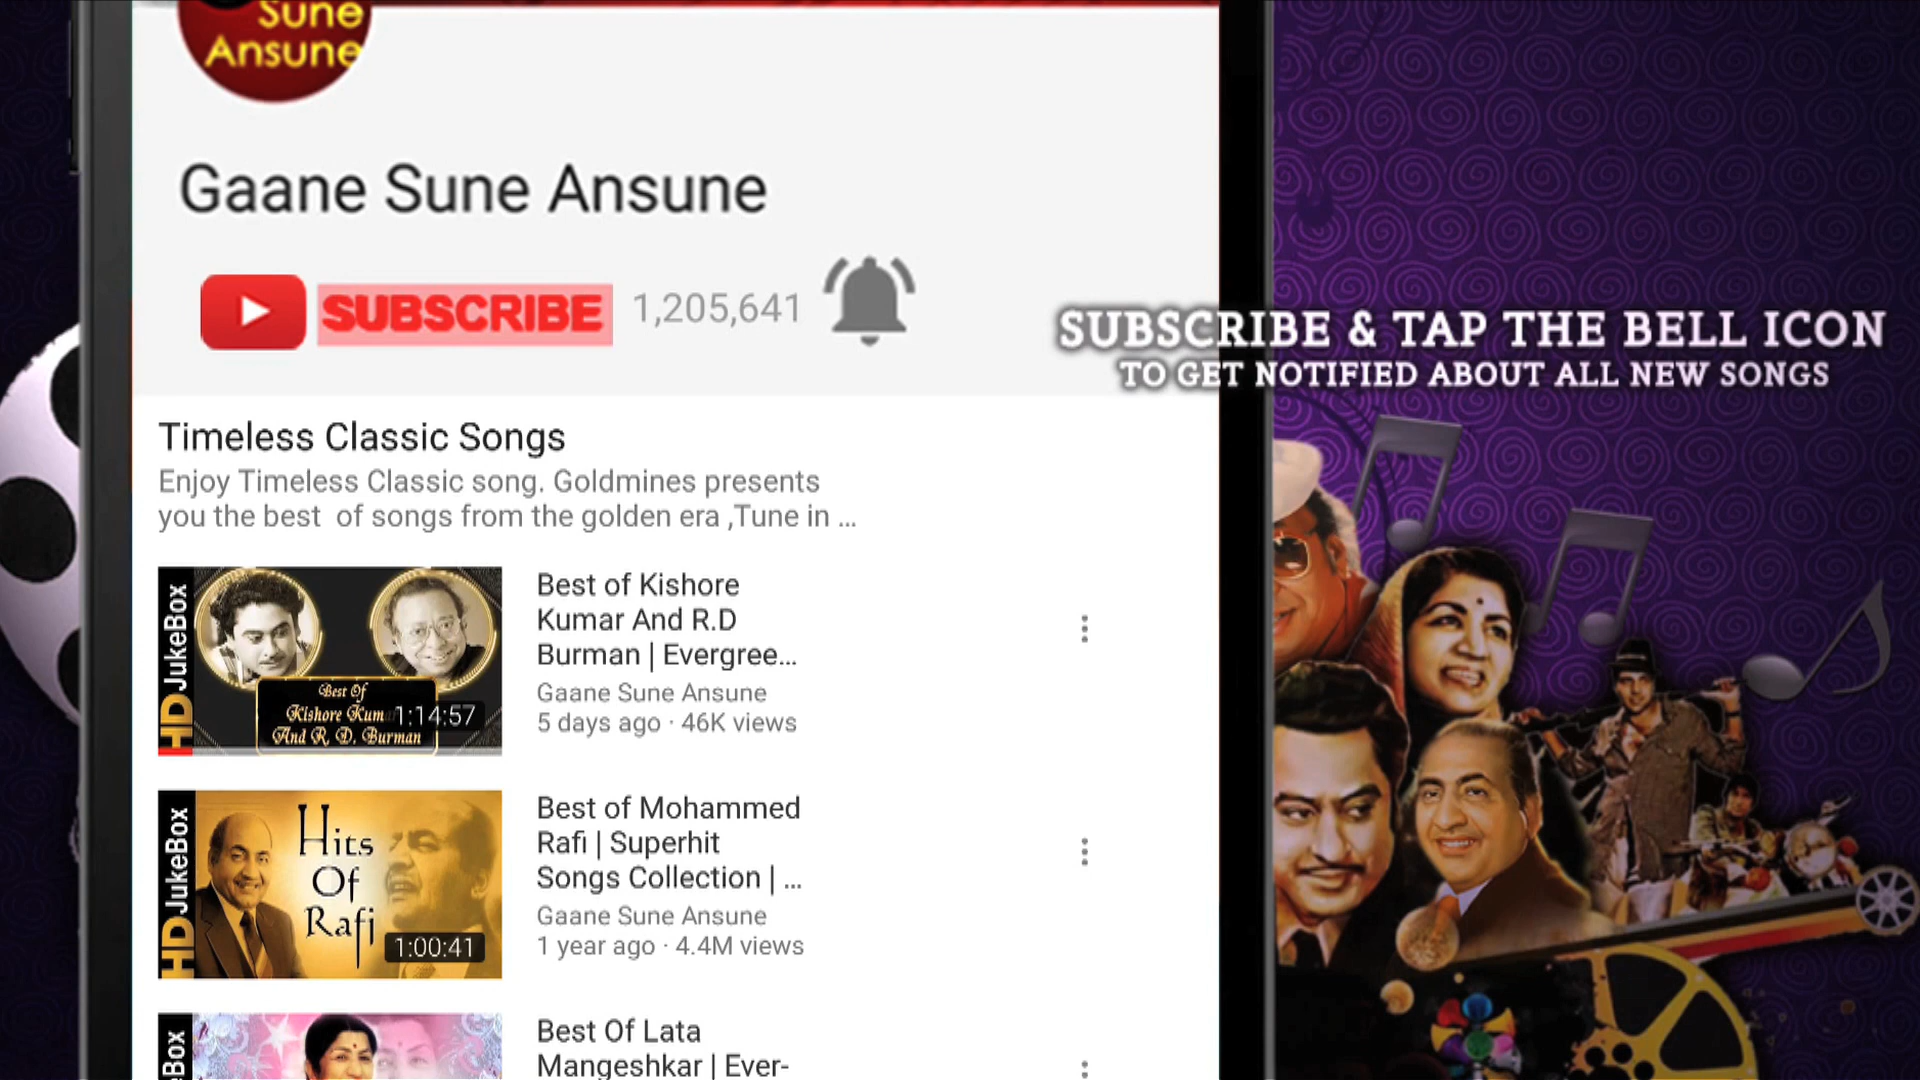 Sune
Ansune
Gaane Sune Ansune
SUBSCRIBE 1,205,641
SUBSCRIBE & TAP THE BELL ICON
TO GET NOTIFIED ABOUT ALL NEW SONGS
Timeless Classic Songs
Enjoy Timeless Classic song. Goldmines presents
you the best of songs from the golden era ,Tune in ...
HD JukeBox
Best Of
Kishore Kum
1:14:57
And R. D. Burman
Best of Kishore
Kumar And R.D
Burman | Evergree...
Gaane Sune Ansune
5 days ago · 46K views
HD JukeBox
Hits
Of
Rafi
1:00:41
Best of Mohammed
Rafi | Superhit
Songs Collection | ...
Gaane Sune Ansune
1 year ago · 4.4M views
eBox
Best Of Lata
Mangeshkar | Ever-